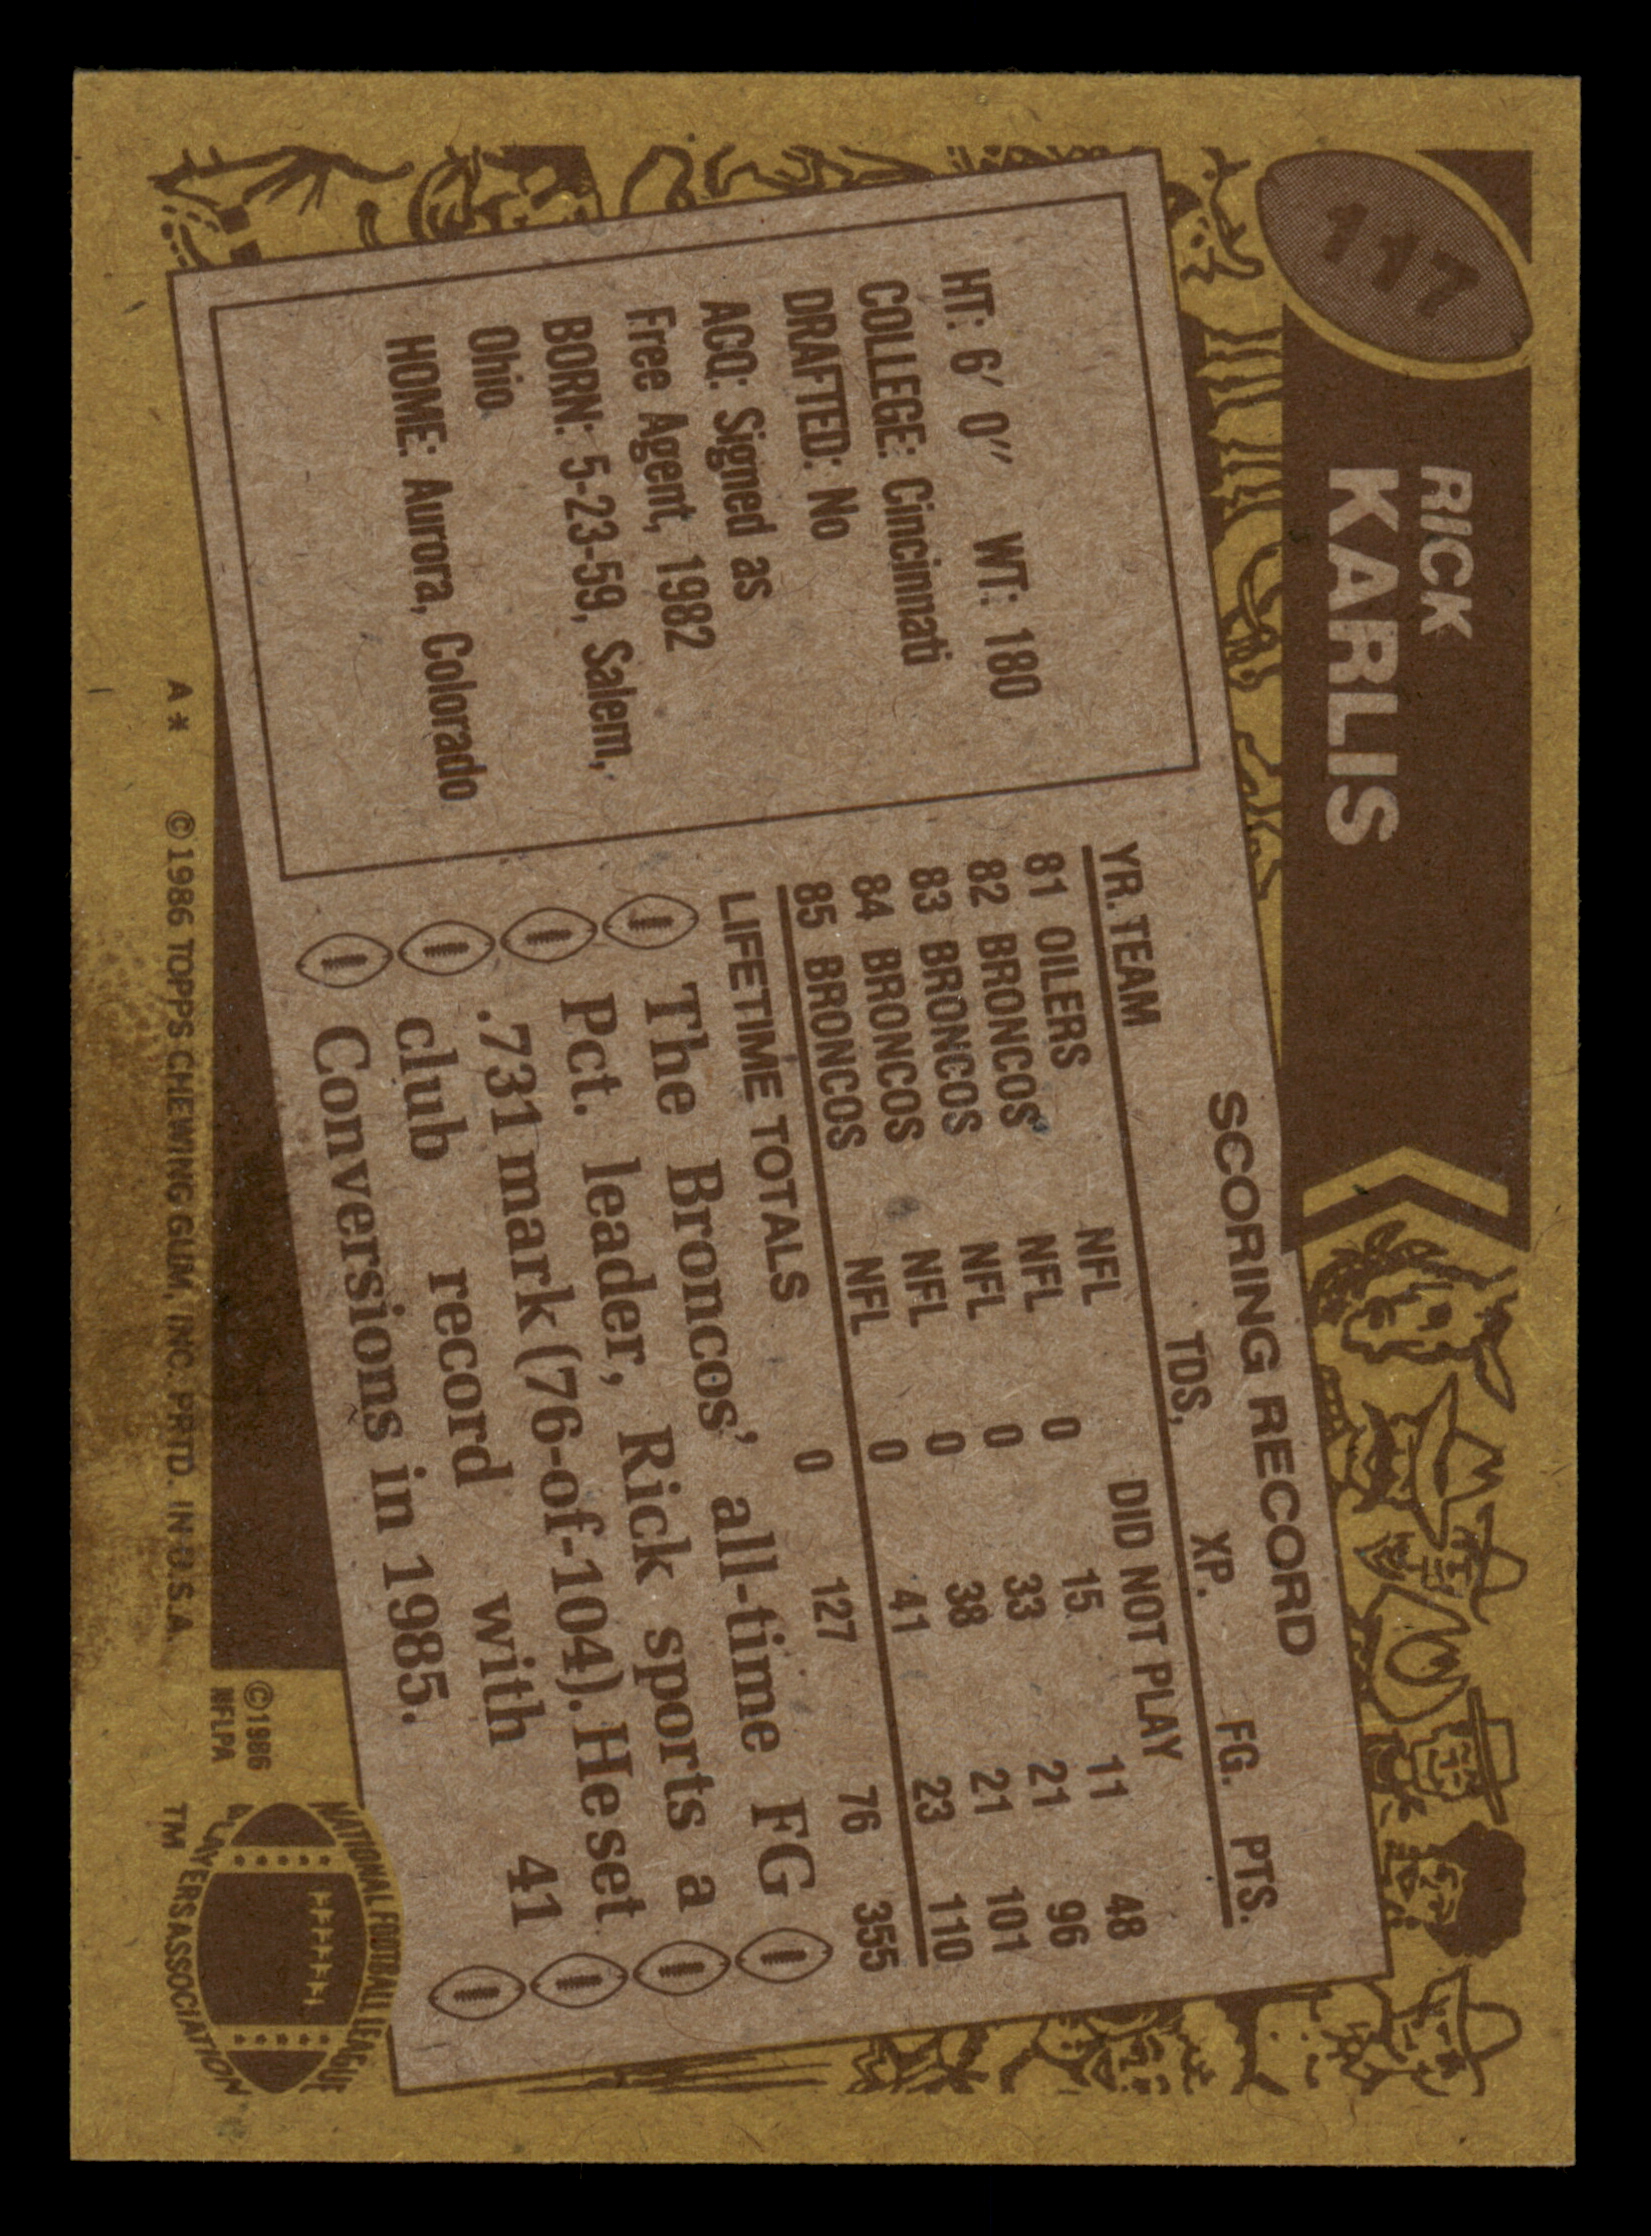 117
RICK
KARLIS
HT: 6' 0" WT: 180
COLLEGE: Cincinnati
DRAFTED: No
ACQ: Signed as
Free Agent, 1982
BORN: 5-23-59, Salem,
Ohio
HOME: Aurora, Colorado
SCORING RECORD
YR. TEAM TDS, XP. FG. PTS.
81 OILERS NFL DID NOT PLAY
82 BRONCOS NFL 0 15 11 48
83 BRONCOS NFL 0 33 21 96
84 BRONCOS NFL 0 38 21 101
85 BRONCOS NFL 0 41 23 110
LIFETIME TOTALS 0 127 76 355
The Broncos' all-time FG
Pct. leader, Rick sports a
.731 mark (76-of-104). He set
club record with 41
Conversions in 1985.
A* ©1986 TOPPS CHEWING GUM, INC. PRTD. IN U.S.A.
©1986
NFLPA
NATIONAL FOOTBALL LEAGUE
PLAYERS ASSOCIATION
TM